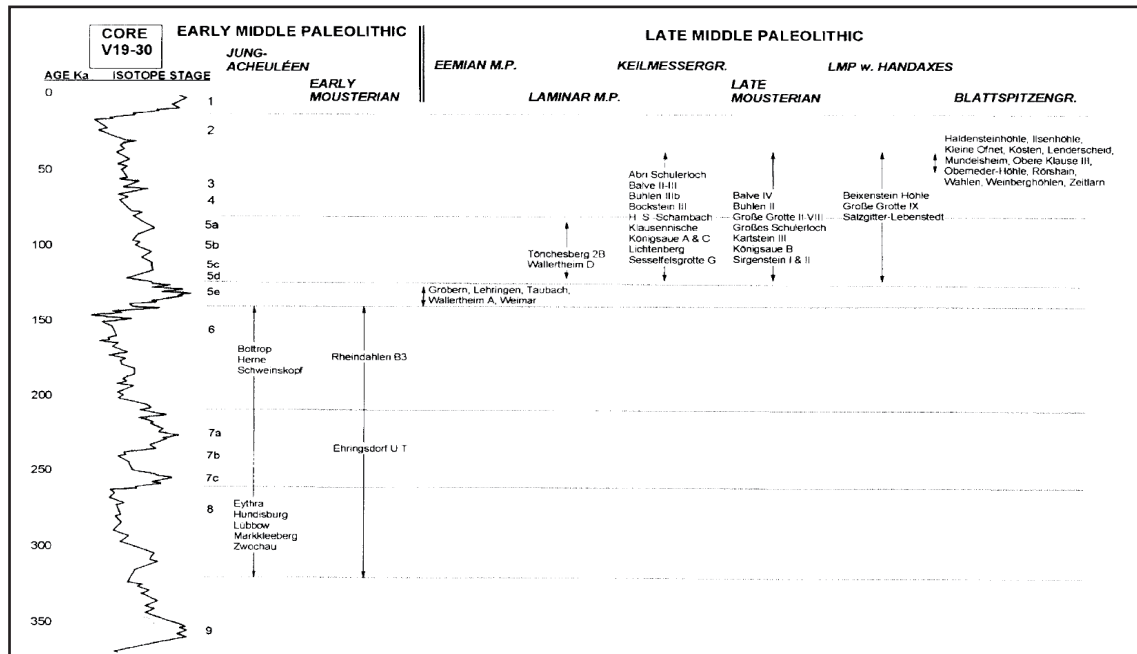 CORE
V19-30
EARLY MIDDLE PALEOLITHIC
LATE MIDDLE PALEOLITHIC
JUNG-
ACHEULÉEN
EARLY
MOUSTERIAN
EEMIAN M.P.
LAMINAR M.P.
KEILMESSERGR.
LATE
MOUSTERIAN
LMP w. HANDAXES
BLATTSPITZENGR.
AGE Ka
ISOTOPE STAGE
0
50
100
150
200
250
300
350
1
2
3
4
5a
5b
5c
5d
5e
6
7a
7b
7c
8
9
Bottrop
Herne
Schweinskopf
Eythra
Hundisburg
Lübbow
Markkleeberg
Zwochau
Rheindahlen B3
Ehringsdorf U T
Gröbern, Lehringen, Taubach,
Wallertheim A, Weimar
Tönchesberg 2B
Wallertheim D
Abri Schulerloch
Balve II-III
Buhlen IIIb
Bockstein III
H. S. Schambach
Klausennische
Königsaue A & C
Lichtenberg
Sesselfelsgrotte G
Balve IV
Buhlen II
Große Grotte II-VIII
Großes Schulerloch
Kartstein III
Königsaue B
Sirgenstein I & II
Beixenstein Höhle
Große Grotte IX
Salzgitter-Lebenstedt
Haldensteinhöhle, Ilsenhöhle,
Kleine Ofnet, Kösten, Lenderscheid,
Mundelsheim, Obere Klause III,
Oberneder-Höhle, Rörshain,
Wahlen, Weinberghöhlen, Zeitlarn